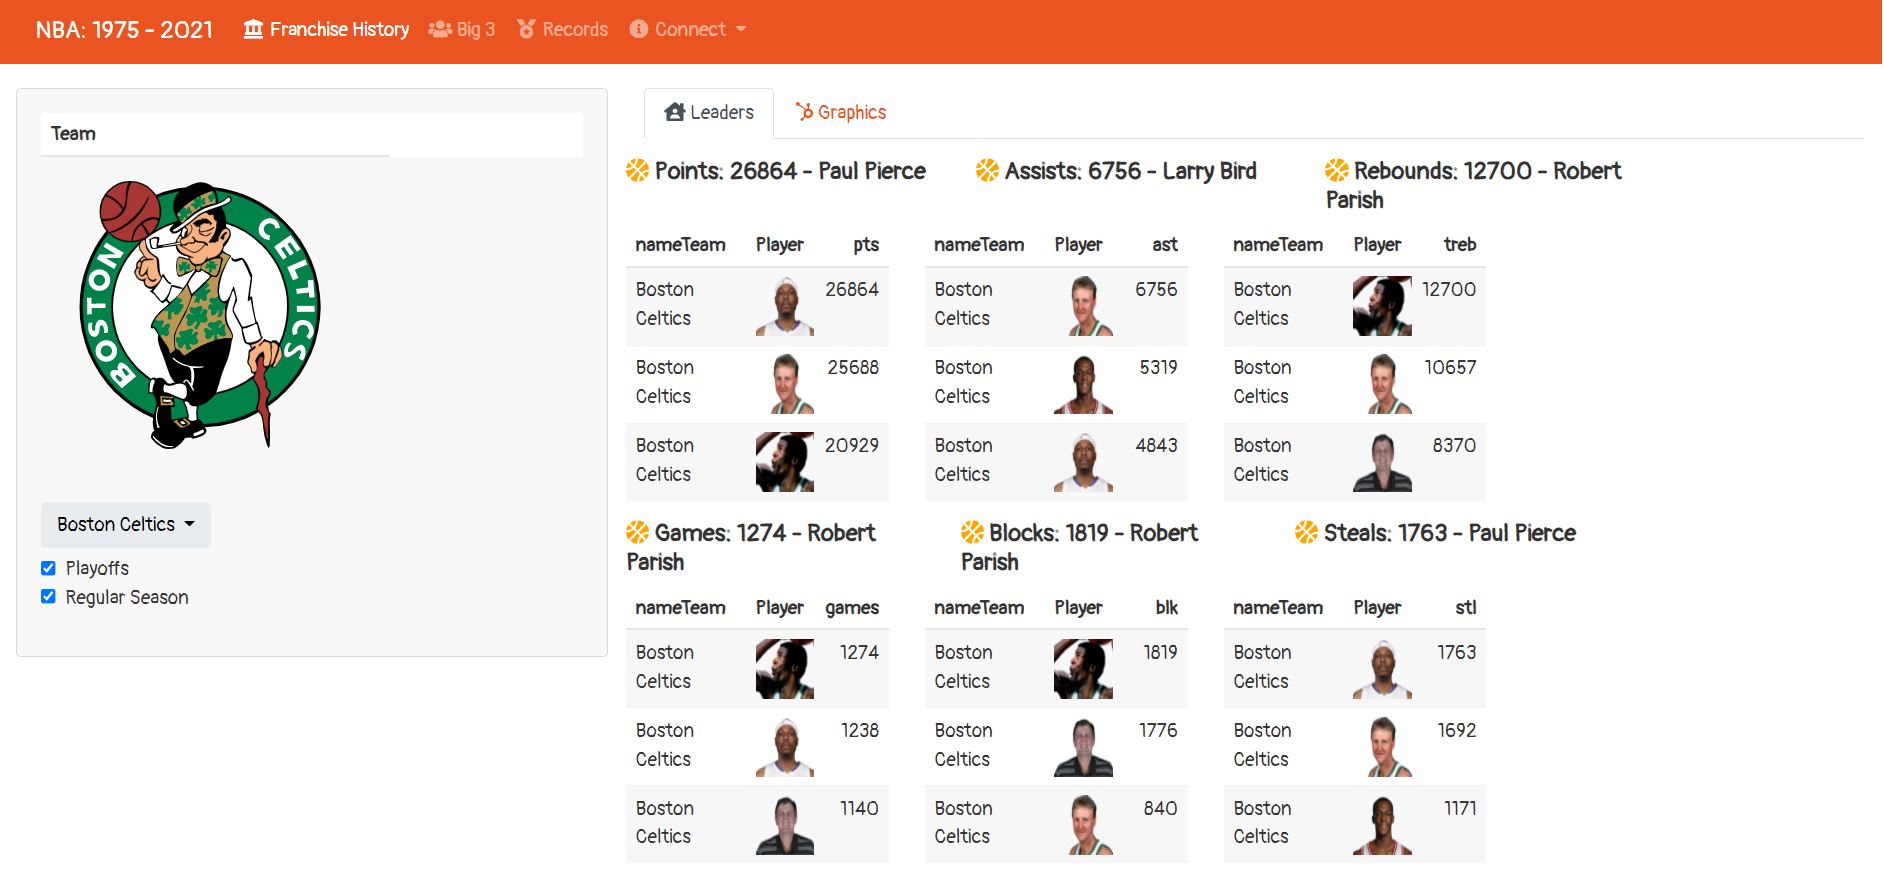 NBA: 1975 - 2021 Franchise History Big 3 Records Connect
Team
BOSTON CELTICS
Boston Celtics
Playoffs
Regular Season
Leaders Graphics
Points: 26864 - Paul Pierce Assists: 6756 - Larry Bird Rebounds: 12700 - Robert
Parish
nameTeam Player pts nameTeam Player ast nameTeam Player treb
Boston 26864 Boston 6756 Boston 12700
Celtics Celtics Celtics
Boston 25688 Boston 5319 Boston 10657
Celtics Celtics Celtics
Boston 20929 Boston 4843 Boston 8370
Celtics Celtics Celtics
Games: 1274 - Robert Blocks: 1819 - Robert Steals: 1763 - Paul Pierce
Parish Parish
nameTeam Player games nameTeam Player blk nameTeam Player stl
Boston 1274 Boston 1819 Boston 1763
Celtics Celtics Celtics
Boston 1238 Boston 1776 Boston 1692
Celtics Celtics Celtics
Boston 1140 Boston 840 Boston 1171
Celtics Celtics Celtics